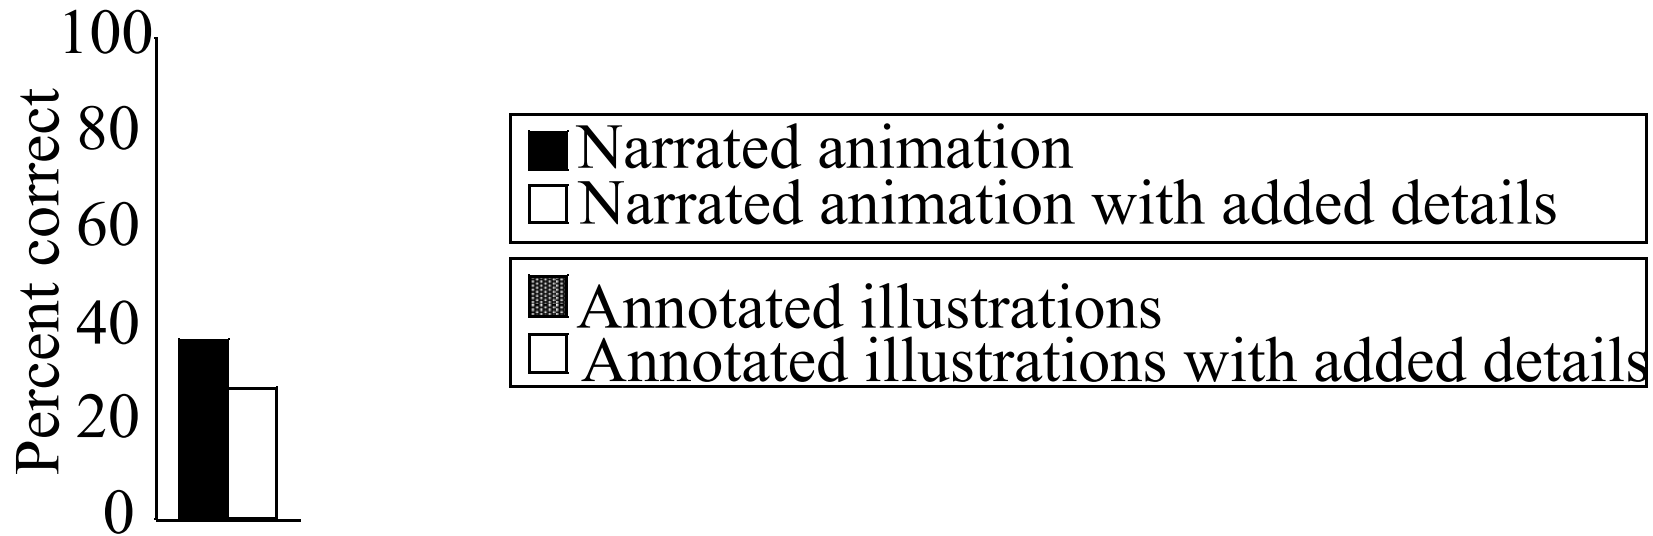 100
80
60
40
20
0
Percent correct
Narrated animation
Narrated animation with added details
Annotated illustrations
Annotated illustrations with added details